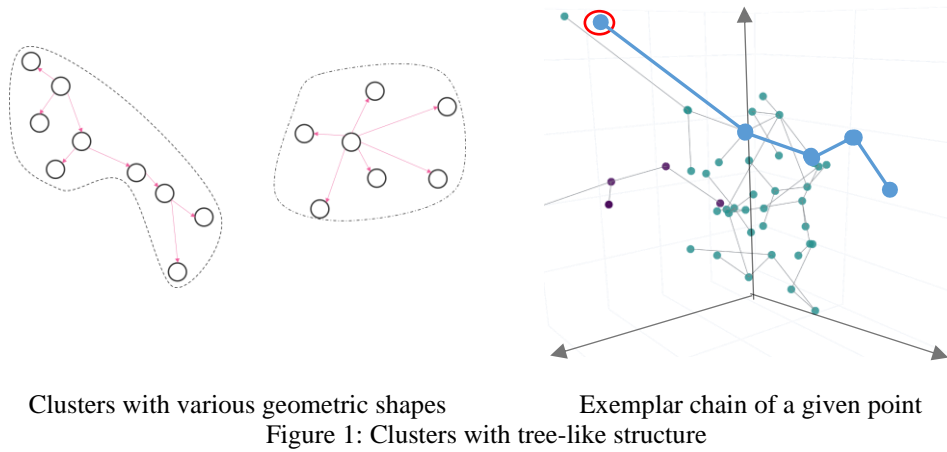 Clusters with various geometric shapes
Exemplar chain of a given point
Figure 1: Clusters with tree-like structure